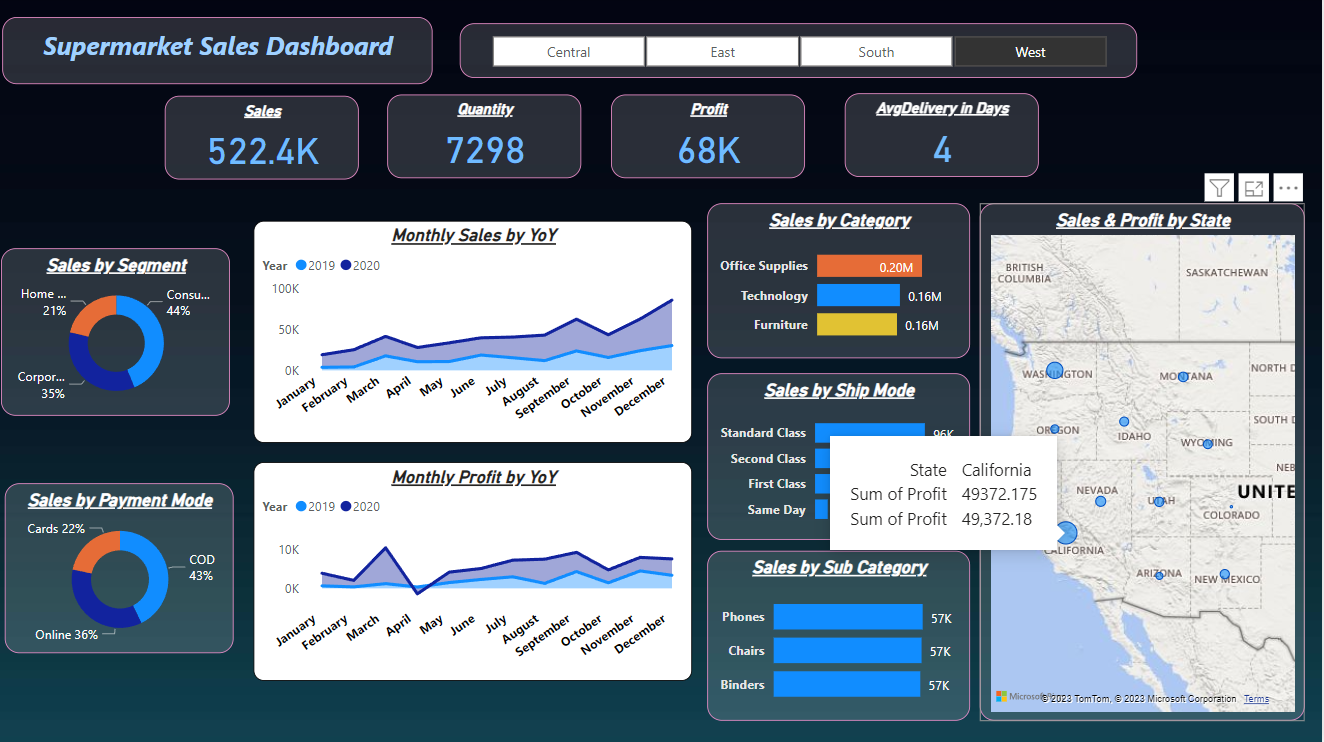 Supermarket Sales Dashboard
Central East South West
Sales
522.4K
Quantity
7298
Profit
68K
AvgDelivery in Days
4
Sales by Segment
Home ...
21%
Consu...
44%
Corpor...
35%
Sales by Payment Mode
Cards 22%
COD
43%
Online 36%
Monthly Sales by YoY
Year 2019 2020
100K
50K
0K
January February March April May June July August September October November December
Monthly Profit by YoY
Year 2019 2020
10K
0K
January February March April May June July August September October November December
Sales by Category
Office Supplies 0.20M
Technology 0.16M
Furniture 0.16M
Sales by Ship Mode
Standard Class 96K
Second Class
First Class
Same Day
State California
Sum of Profit 49372.175
Sum of Profit 49,372.18
Sales by Sub Category
Phones 57K
Chairs 57K
Binders 57K
Sales & Profit by State
BRITISH
COLUMBIA
SASKATCHEWAN
WASHINGTON
MONTANA
NORTH D
OREGON
IDAHO
WYOMING
SOUTH D
NEB
NEVADA
UTAH
UNITE
COLORADO
CALIFORNIA
ARIZONA
NEW MEXICO
Microsoft
© 2023 TomTom, © 2023 Microsoft Corporation Terms